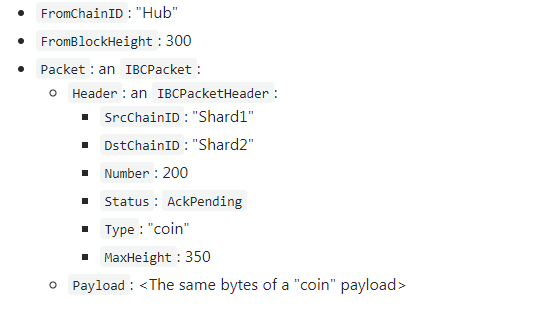 FromChainID : "Hub"
FromBlockHeight : 300
Packet : an IBCPacket :
Header : an IBCPacketHeader :
SrcChainID : "Shard1"
DstChainID : "Shard2"
Number : 200
Status : AckPending
Type : "coin"
MaxHeight : 350
Payload : <The same bytes of a "coin" payload>